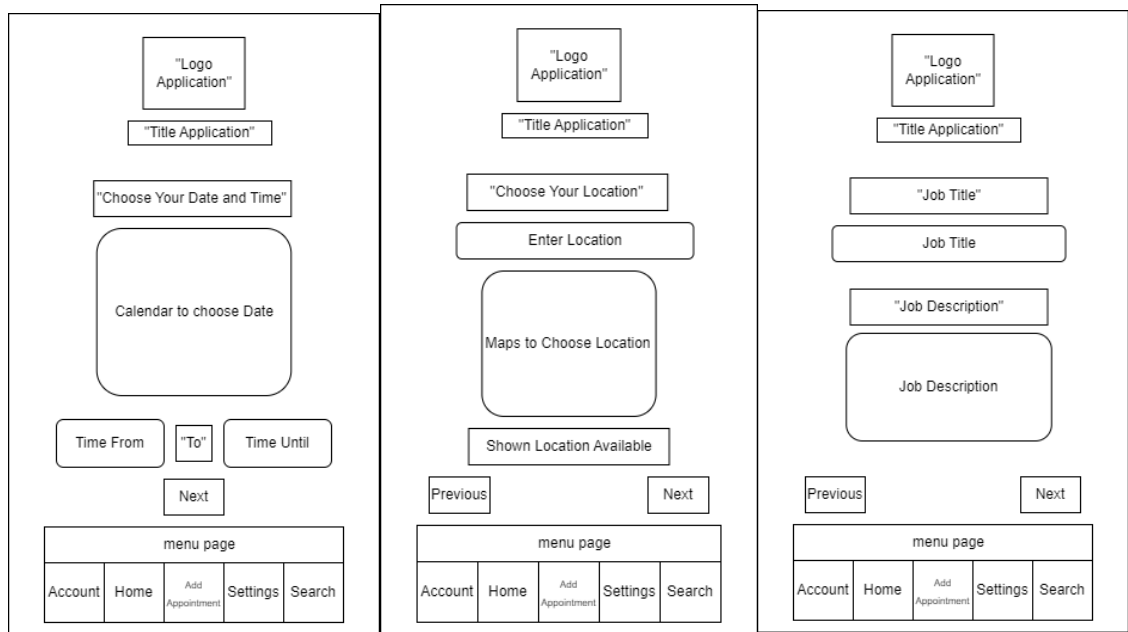 "Logo
Application"
"Title Application"
"Choose Your Date and Time"
Calendar to choose Date
Time From
"To"
Time Until
Next
menu page
Account
Home
Add
Appointment
Settings
Search
"Logo
Application"
"Title Application"
"Choose Your Location"
Enter Location
Maps to Choose Location
Shown Location Available
Previous
Next
menu page
Account
Home
Add
Appointment
Settings
Search
"Logo
Application"
"Title Application"
"Job Title"
Job Title
"Job Description"
Job Description
Previous
Next
menu page
Account
Home
Add
Appointment
Settings
Search